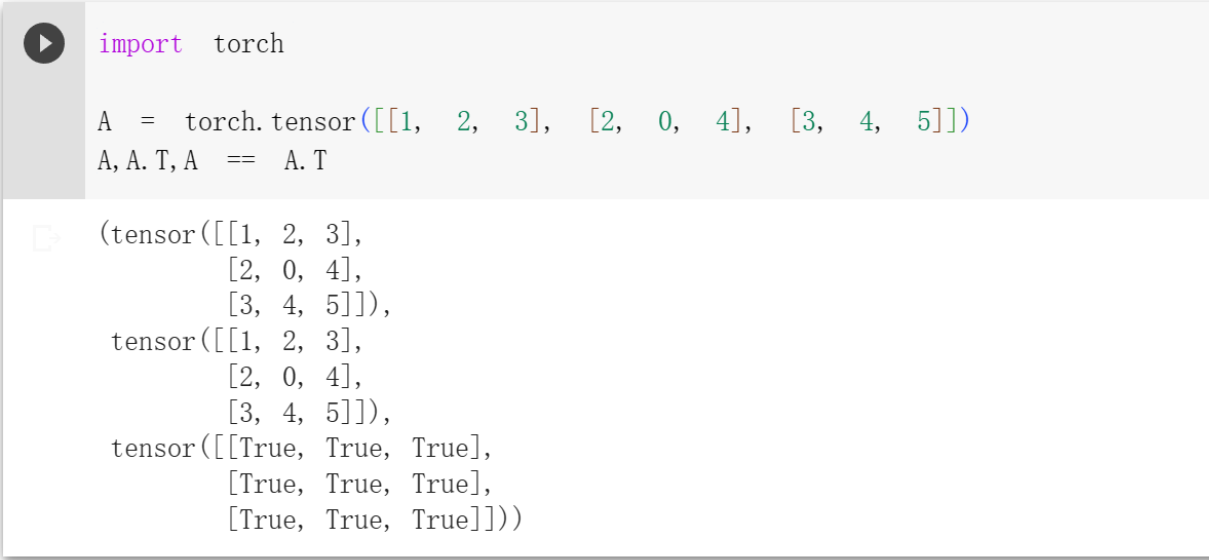 import torch
A = torch.tensor([[1, 2, 3], [2, 0, 4], [3, 4, 5]])
A,A.T,A == A.T
(tensor([[1, 2, 3],
[2, 0, 4],
[3, 4, 5]]),
tensor([[1, 2, 3],
[2, 0, 4],
[3, 4, 5]]),
tensor([[True, True, True],
[True, True, True],
[True, True, True]]))